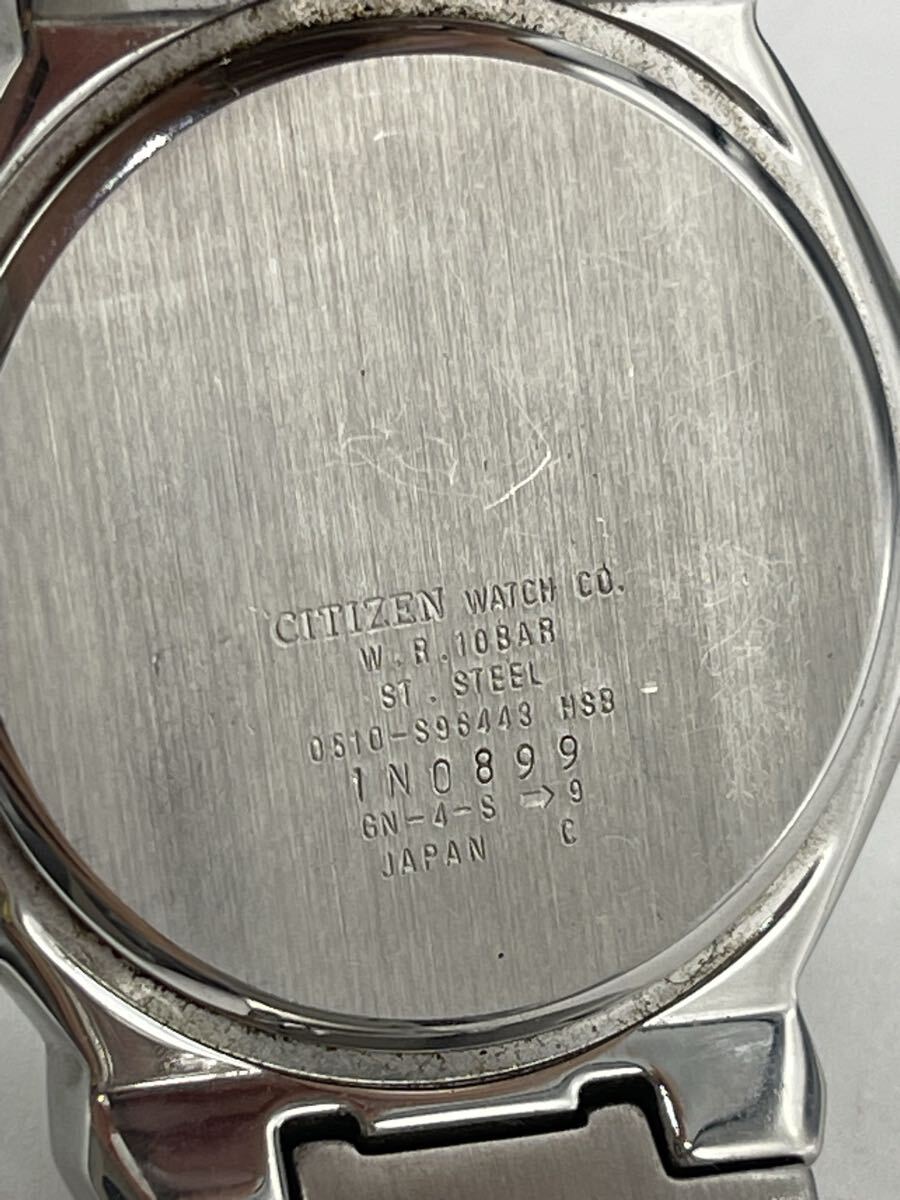 CITIZEN WATCH CO.
W.R.10BAR
ST.STEEL
0510-S96443 HSB
1N0899
GN-4-S ⇨ 9
JAPAN C